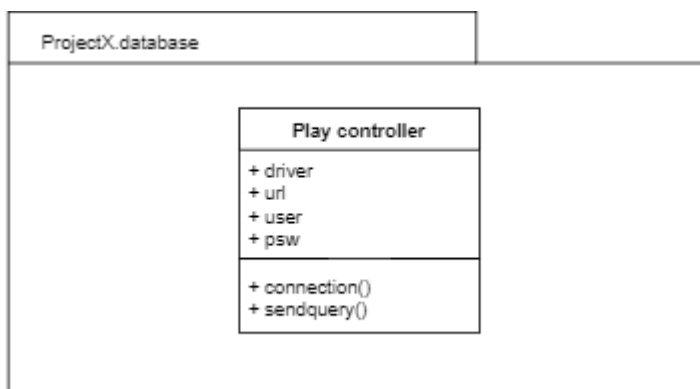 ProjectX.database
Play controller
+ driver
+ url
+ user
+ psw
+ connection()
+ sendquery()